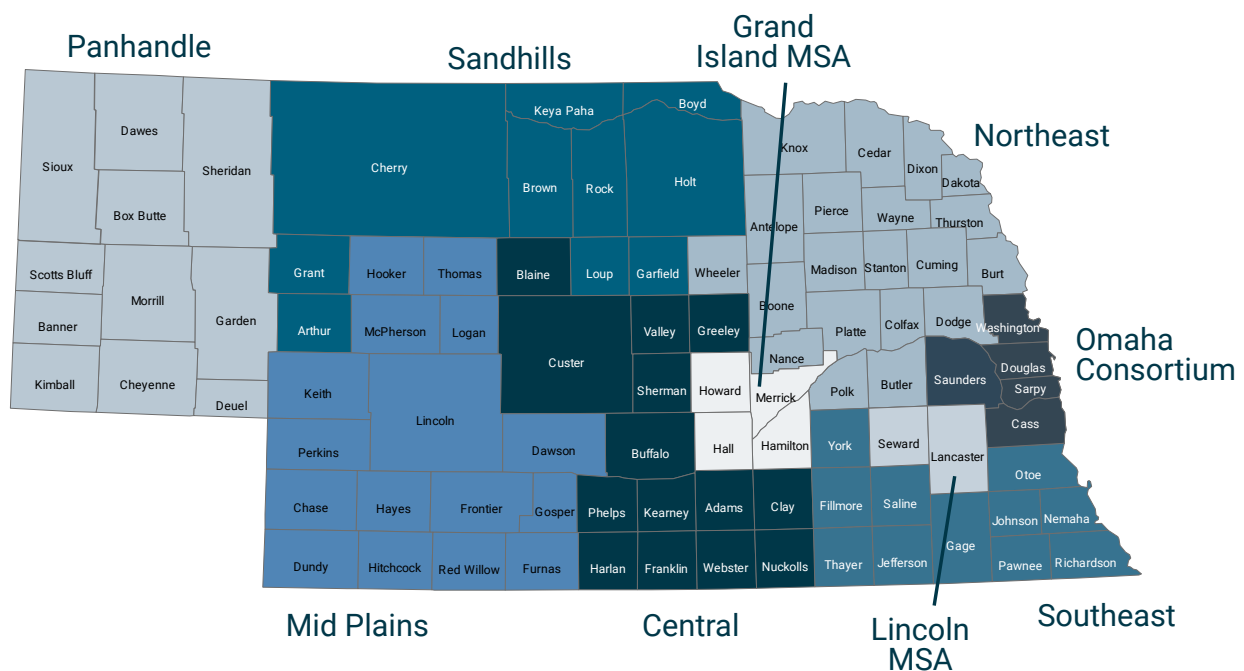 Panhandle
Sandhills
Grand
Island MSA
Northeast
Omaha
Consortium
Mid Plains
Central
Lincoln
MSA
Southeast
Sioux
Dawes
Sheridan
Box Butte
Scotts Bluff
Banner
Kimball
Morrill
Cheyenne
Garden
Deuel
Cherry
Keya Paha
Boyd
Brown
Rock
Holt
Grant
Hooker
Thomas
Blaine
Loup
Garfield
Wheeler
Arthur
McPherson
Logan
Custer
Valley
Greeley
Keith
Lincoln
Sherman
Howard
Perkins
Dawson
Buffalo
Hall
Merrick
Hamilton
Chase
Hayes
Frontier
Gosper
Phelps
Kearney
Adams
Clay
Dundy
Hitchcock
Red Willow
Furnas
Harlan
Franklin
Webster
Nuckolls
Knox
Cedar
Dixon
Dakota
Antelope
Pierce
Wayne
Thurston
Madison
Stanton
Cuming
Burt
Boone
Platte
Colfax
Dodge
Washington
Nance
Polk
Butler
Saunders
Douglas
Sarpy
Cass
York
Seward
Lancaster
Otoe
Fillmore
Saline
Gage
Johnson
Nemaha
Thayer
Jefferson
Pawnee
Richardson